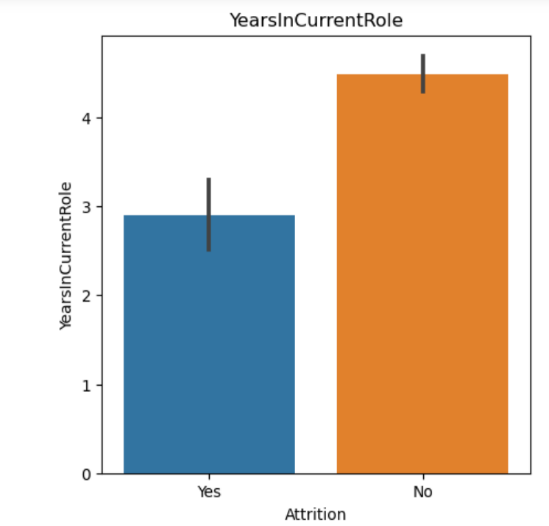 YearsInCurrentRole
YearsInCurrentRole
4
3
2
1
0
Yes No
Attrition